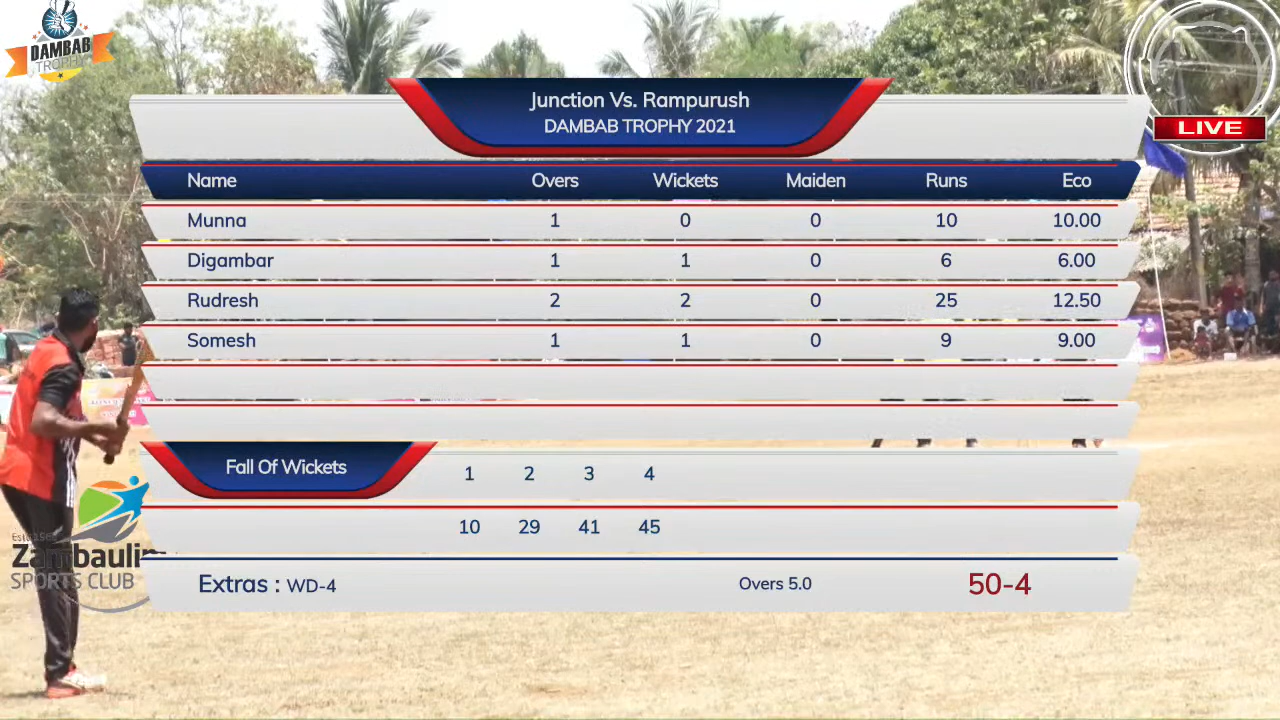 DAMBAB
TROPHY
LIVE
Junction Vs. Rampurush
DAMBAB TROPHY 2021
Name Overs Wickets Maiden Runs Eco
Munna 1 0 0 10 10.00
Digambar 1 1 0 6 6.00
Rudresh 2 2 0 25 12.50
Somesh 1 1 0 9 9.00
Fall Of Wickets 1 2 3 4
10 29 41 45
Zambaulim
SPORTS CLUB
Extras : WD-4 Overs 5.0 50-4